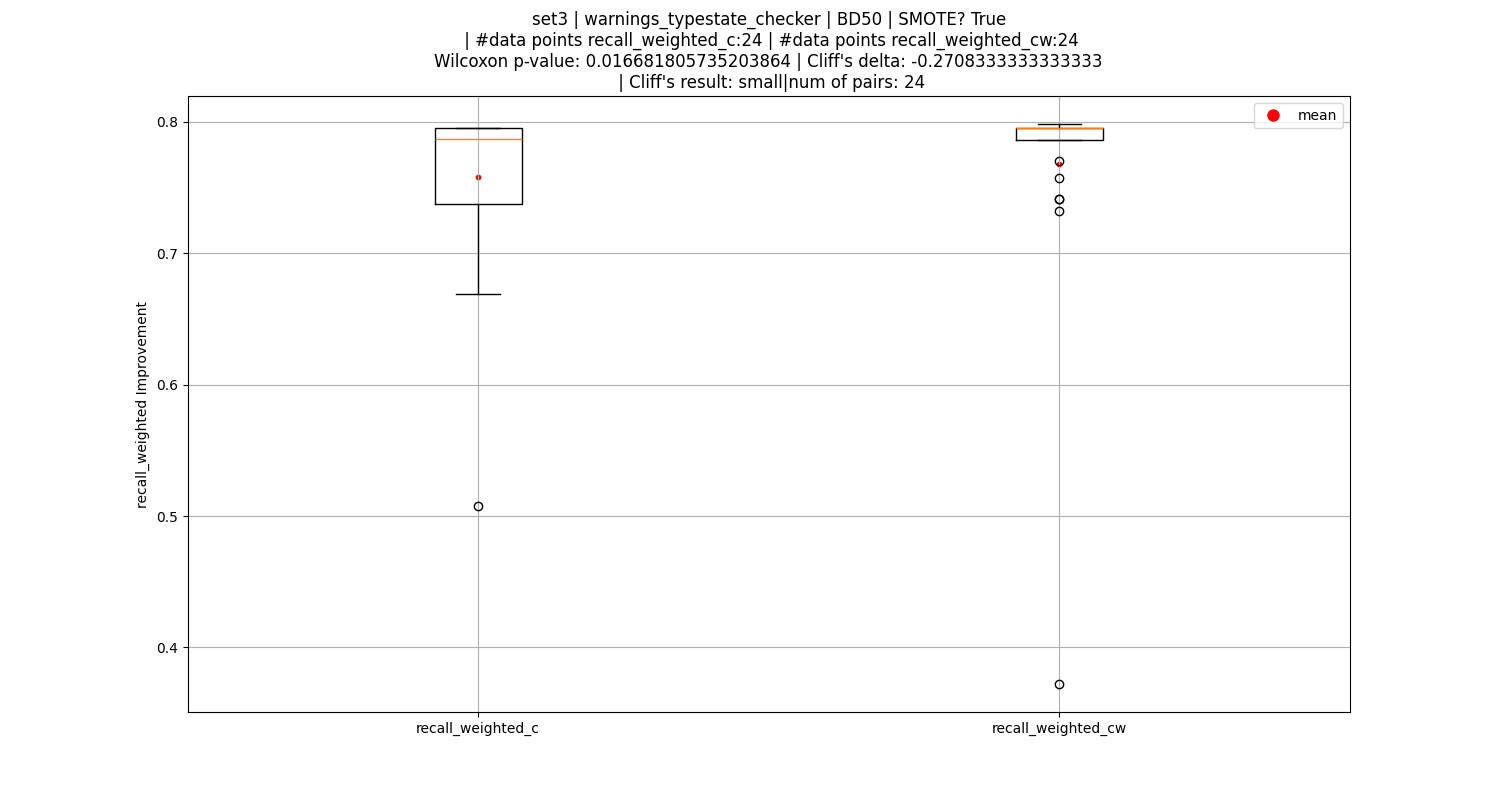 set3 | warnings_typestate_checker | BD50 | SMOTE? True
| #data points recall_weighted_c:24 | #data points recall_weighted_cw:24
Wilcoxon p-value: 0.016681805735203864 | Cliff's delta: -0.2708333333333333
| Cliff's result: small|num of pairs: 24
mean
0.8
0.7
0.6
0.5
0.4
recall_weighted Improvement
recall_weighted_c
recall_weighted_cw